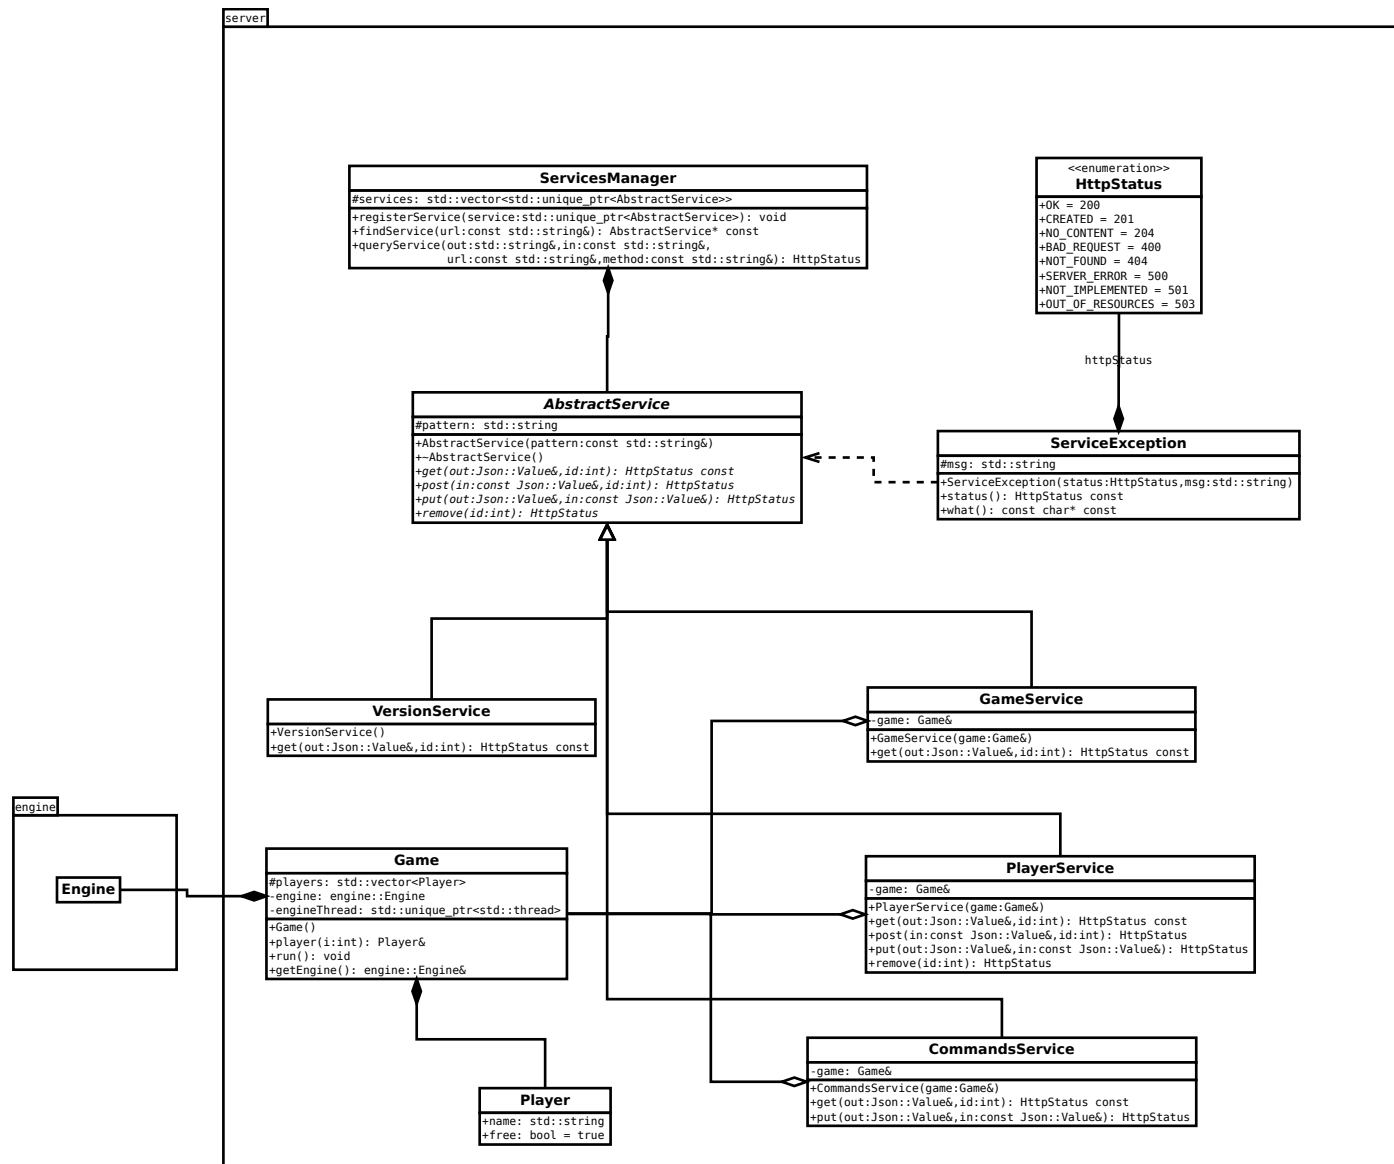 server
ServicesManager
#services: std::vector<std::unique_ptr<AbstractService>>
+registerService(service:std::unique_ptr<AbstractService>): void
+findService(url:const std::string&): AbstractService* const
+queryService(out:std::string&,in:const std::string&,
url:const std::string&,method:const std::string&): HttpStatus
<<enumeration>>
HttpStatus
+OK = 200
+CREATED = 201
+NO_CONTENT = 204
+BAD_REQUEST = 400
+NOT_FOUND = 404
+SERVER_ERROR = 500
+NOT_IMPLEMENTED = 501
+OUT_OF_RESOURCES = 503
httpStatus
AbstractService
#pattern: std::string
+AbstractService(pattern:const std::string&)
+~AbstractService()
+get(out:Json::Value&,id:int): HttpStatus const
+post(in:const Json::Value&,id:int): HttpStatus
+put(out:Json::Value&,in:const Json::Value&): HttpStatus
+remove(id:int): HttpStatus
ServiceException
#msg: std::string
+ServiceException(status:HttpStatus,msg:std::string)
+status(): HttpStatus const
+what(): const char* const
VersionService
+VersionService()
+get(out:Json::Value&,id:int): HttpStatus const
GameService
-game: Game&
+GameService(game:Game&)
+get(out:Json::Value&,id:int): HttpStatus const
engine
Engine
Game
#players: std::vector<Player>
-engine: engine::Engine
-engineThread: std::unique_ptr<std::thread>
+Game()
+player(i:int): Player&
+run(): void
+getEngine(): engine::Engine&
PlayerService
-game: Game&
+PlayerService(game:Game&)
+get(out:Json::Value&,id:int): HttpStatus const
+post(in:const Json::Value&,id:int): HttpStatus
+put(out:Json::Value&,in:const Json::Value&): HttpStatus
+remove(id:int): HttpStatus
CommandsService
-game: Game&
+CommandsService(game:Game&)
+get(out:Json::Value&,id:int): HttpStatus const
+put(out:Json::Value&,in:const Json::Value&): HttpStatus
Player
+name: std::string
+free: bool = true